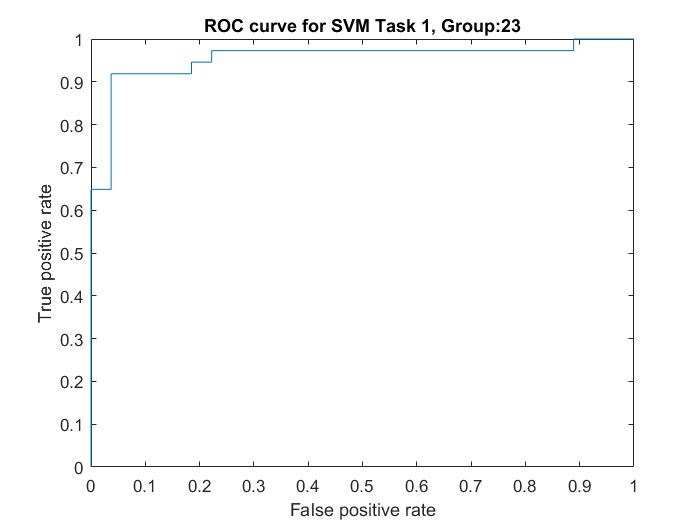 ROC curve for SVM Task 1, Group:23
1
0.9
0.8
0.7
0.6
0.5
0.4
0.3
0.2
0.1
0
True positive rate
0 0.1 0.2 0.3 0.4 0.5 0.6 0.7 0.8 0.9 1
False positive rate